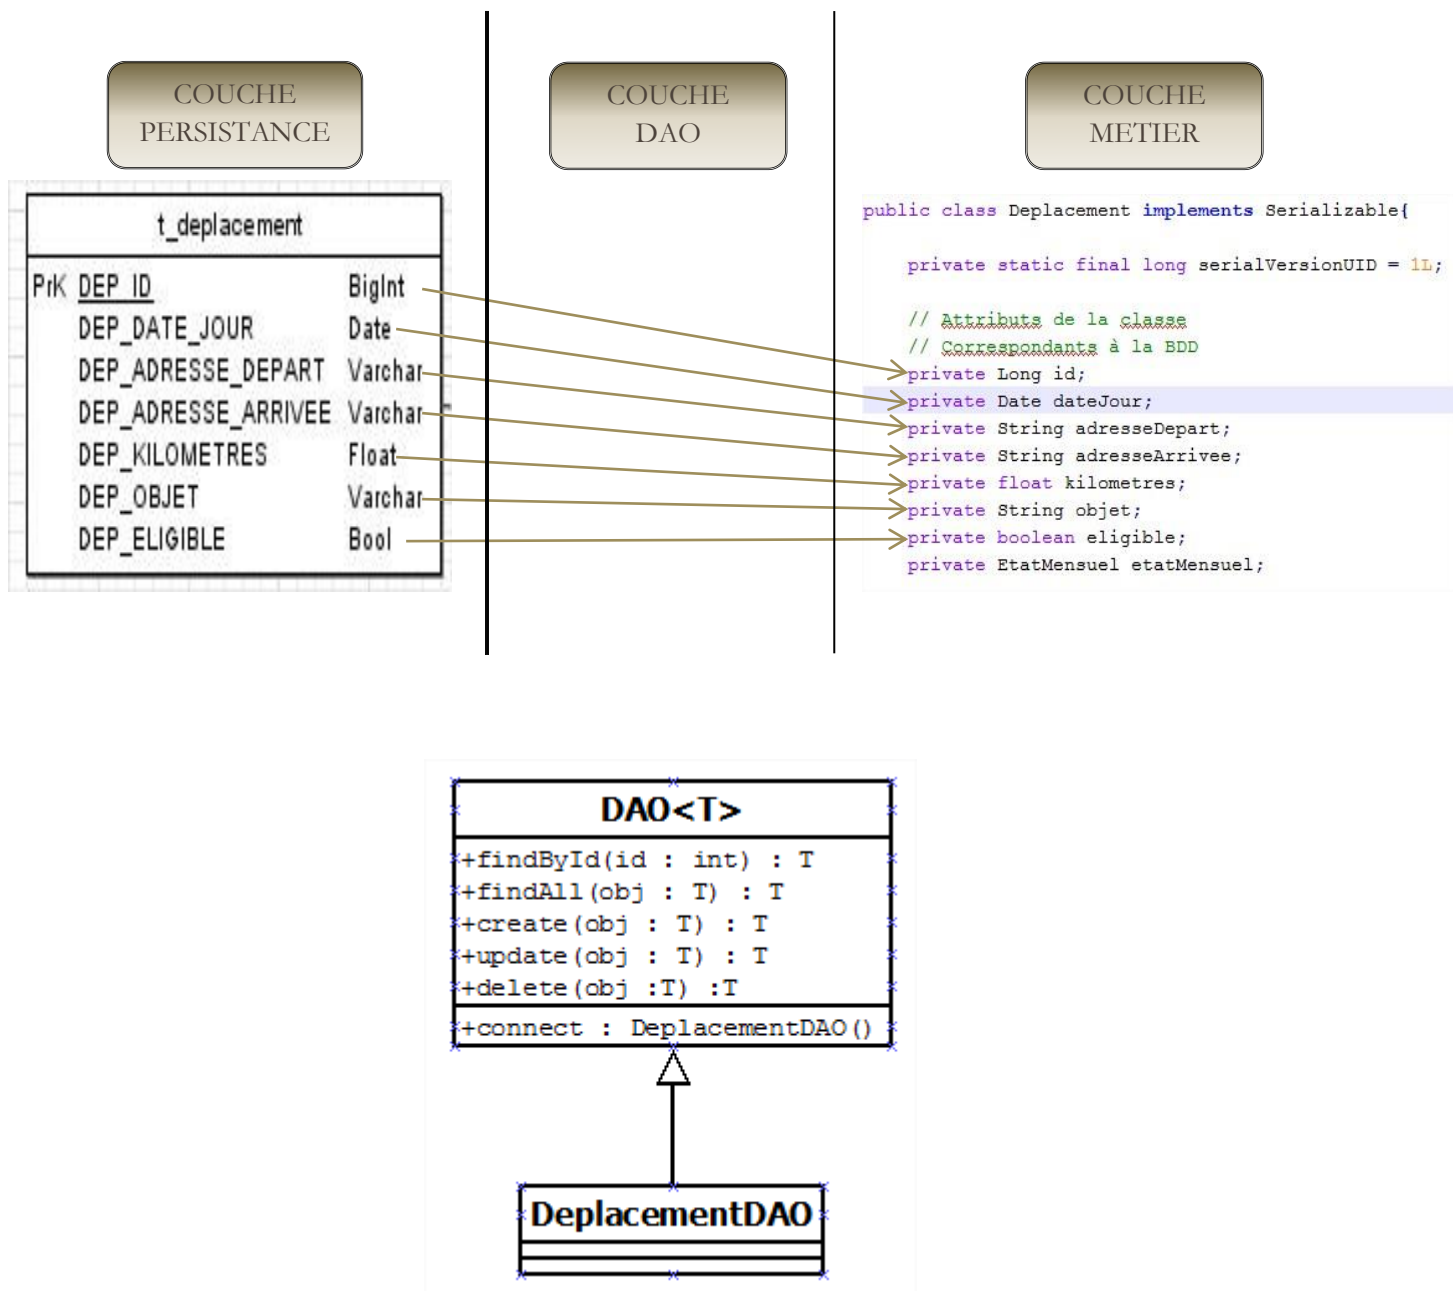 COUCHE
PERSISTANCE
COUCHE
DAO
COUCHE
METIER
t_deplacement
PrK DEP_ID BigInt
DEP_DATE_JOUR Date
DEP_ADRESSE_DEPART Varchar
DEP_ADRESSE_ARRIVEE Varchar
DEP_KILOMETRES Float
DEP_OBJET Varchar
DEP_ELIGIBLE Bool
public class Deplacement implements Serializable{
private static final long serialVersionUID = 1L;
// Attributs de la classe
// Correspondants à la BDD
private Long id;
private Date dateJour;
private String adresseDepart;
private String adresseArrivee;
private float kilometres;
private String objet;
private boolean eligible;
private EtatMensuel etatMensuel;
DAO<T>
+findById(id : int) : T
+findAll(obj : T) : T
+create(obj : T) : T
+update(obj : T) : T
+delete(obj :T) :T
+connect : DeplacementDAO()
DeplacementDAO